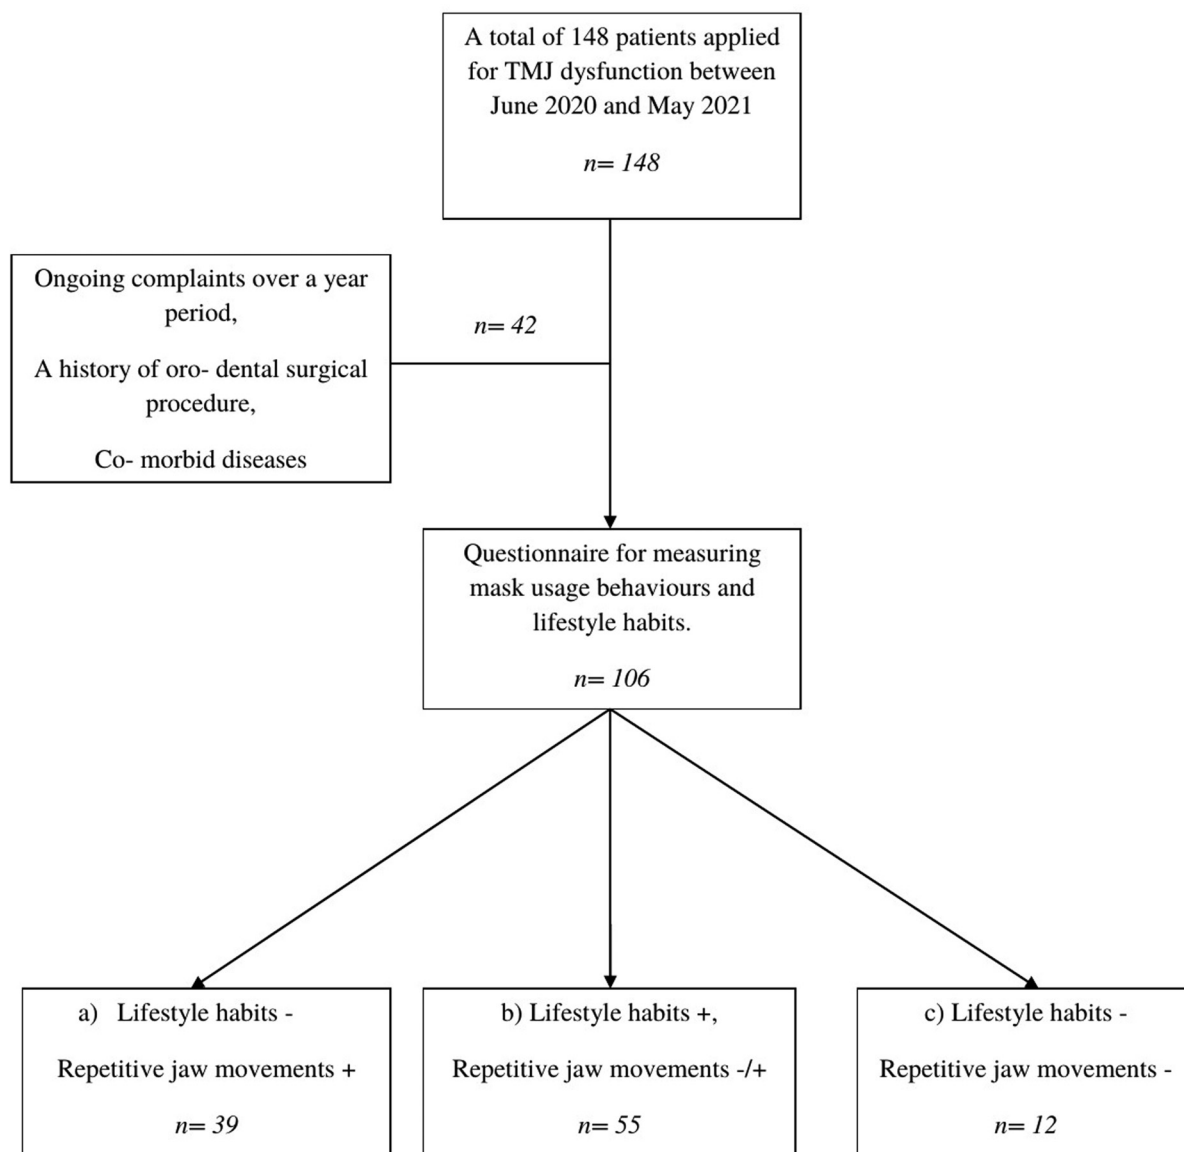 A total of 148 patients applied
for TMJ dysfunction between
June 2020 and May 2021
n= 148
Ongoing complaints over a year
period,
A history of oro- dental surgical
procedure,
Co- morbid diseases
n= 42
Questionnaire for measuring
mask usage behaviours and
lifestyle habits.
n= 106
a) Lifestyle habits -
Repetitive jaw movements +
n= 39
b) Lifestyle habits +,
Repetitive jaw movements -/+
n= 55
c) Lifestyle habits -
Repetitive jaw movements -
n= 12